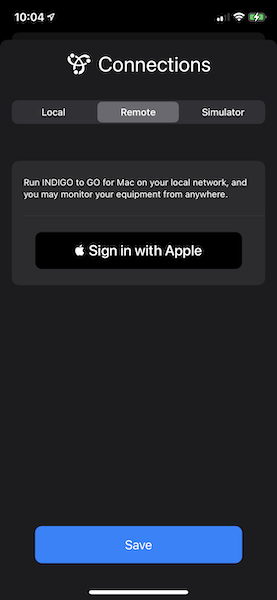 10:04
Connections
Local Remote Simulator
Run INDIGO to GO for Mac on your local network, and
you may monitor your equipment from anywhere.
Sign in with Apple
Save